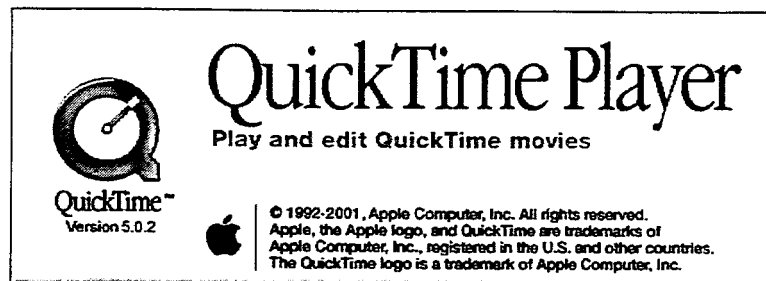 QuickTime Player
Play and edit QuickTime movies
QuickTime™
Version 5.0.2
© 1992-2001, Apple Computer, Inc. All rights reserved.
Apple, the Apple logo, and QuickTime are trademarks of
Apple Computer, Inc., registered in the U.S. and other countries.
The QuickTime logo is a trademark of Apple Computer, Inc.